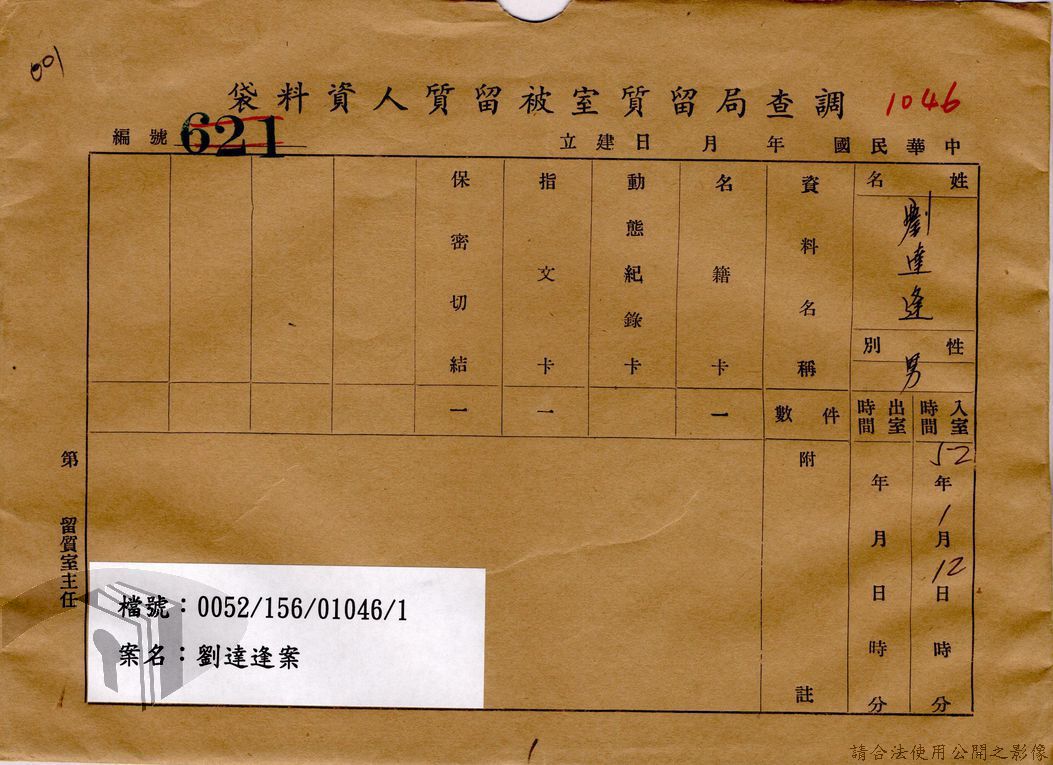 001
調查局留質室被留質人資料袋
1046
中華民國 年 月 日建立
編號 621
姓名
劉達逢
性別
男
入室時間
52年1月12日 時 分
出室時間
年 月 日 時 分
資料名稱
件數
附註
名籍卡
一
動態紀錄卡
指文卡
一
保密切結
一
第 留質室主任
檔號：0052/156/01046/1
案名：劉達逢案
1
請合法使用公開之影像